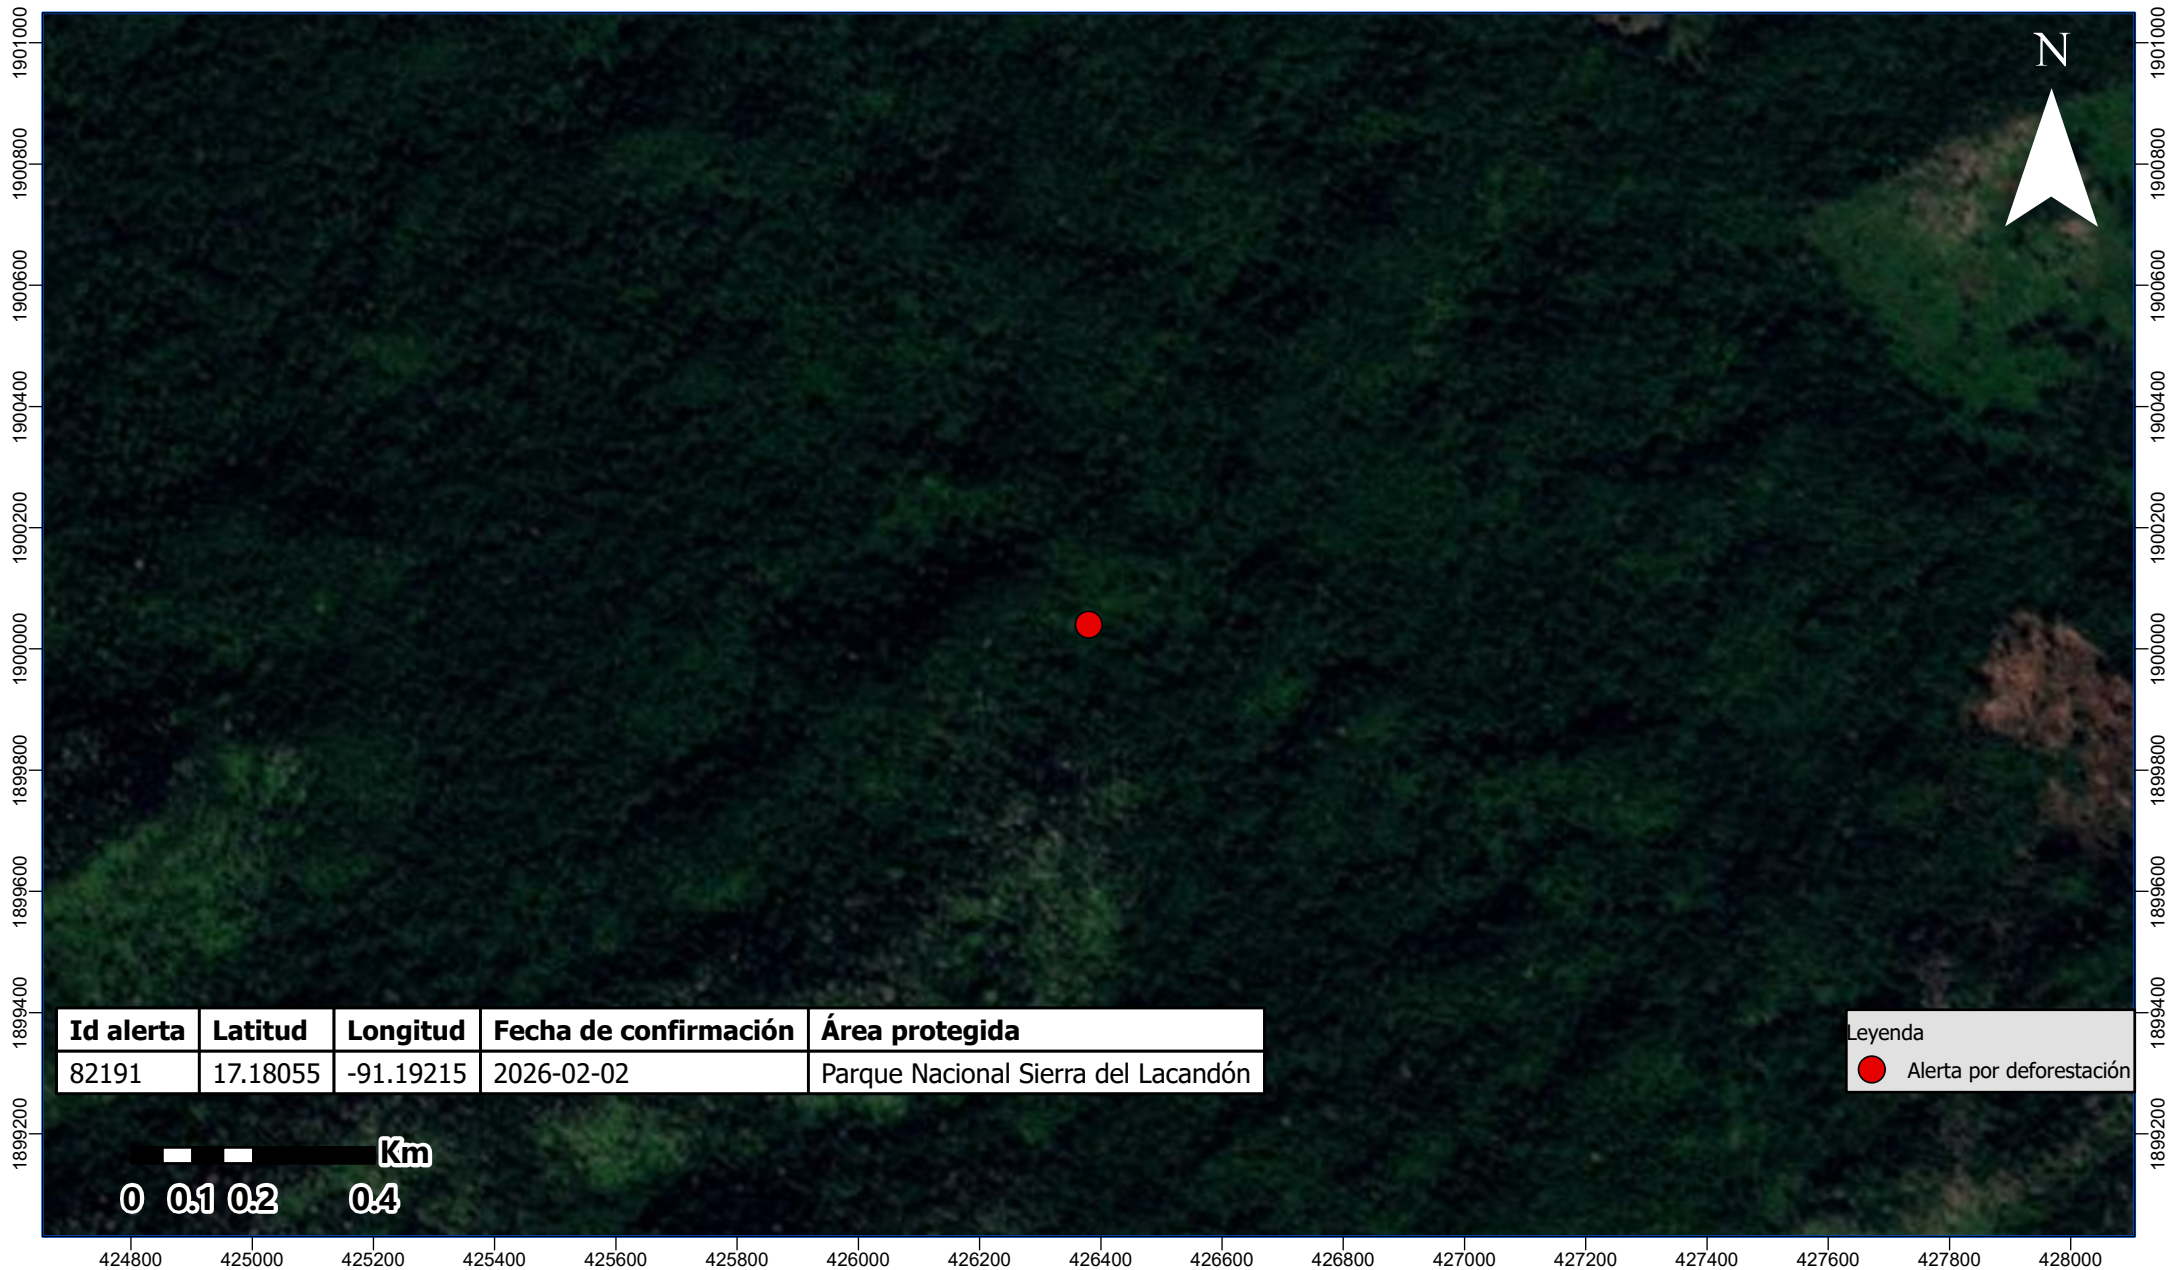 N
1901000
1900800
1900600
1900400
1900200
1900000
1899800
1899600
1899400
1899200
1901000
1900800
1900600
1900400
1900200
1900000
1899800
1899600
1899400
1899200
Id alerta Latitud Longitud Fecha de confirmación Área protegida
82191 17.18055 -91.19215 2026-02-02 Parque Nacional Sierra del Lacandón
Leyenda
Alerta por deforestación
Km
0 0.1 0.2 0.4
424800 425000 425200 425400 425600 425800 426000 426200 426400 426600 426800 427000 427200 427400 427600 427800 428000